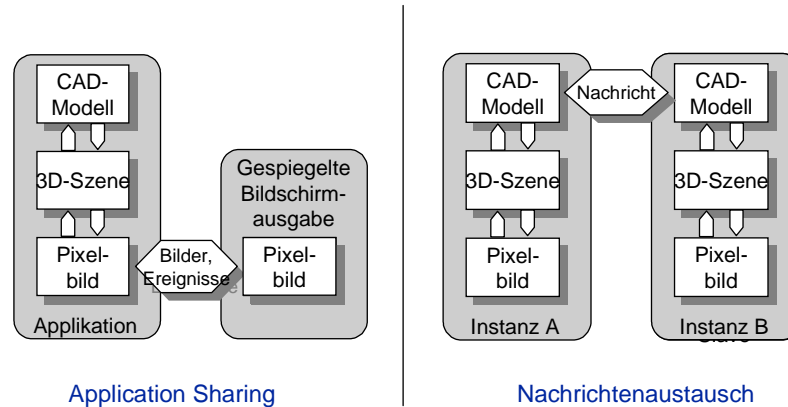 CAD-
Modell
3D-Szene
Pixel-
bild
Applikation
Bilder,
Ereignisse
Gespiegelte
Bildschirm-
ausgabe
Pixel-
bild
Application Sharing
CAD-
Modell
3D-Szene
Pixel-
bild
Instanz A
Nachricht
CAD-
Modell
3D-Szene
Pixel-
bild
Instanz B
Nachrichtenaustausch